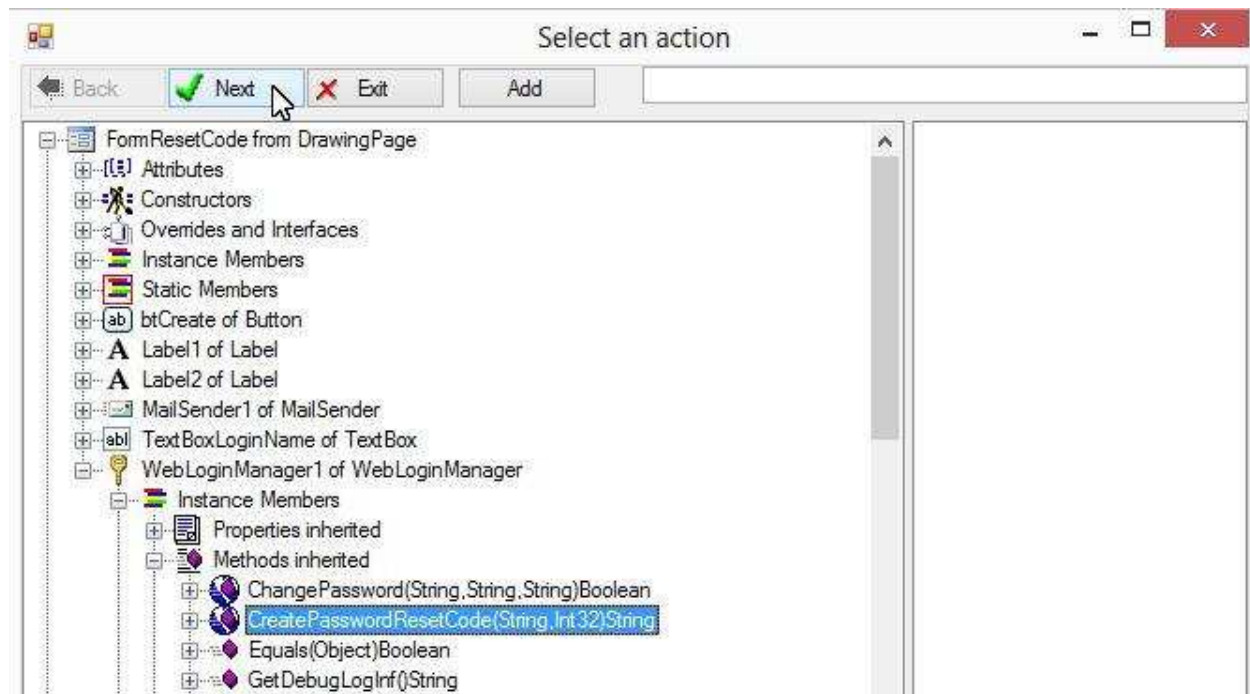 Select an action
Back Next Exit Add
FormResetCode from DrawingPage
Attributes
Constructors
Overrides and Interfaces
Instance Members
Static Members
btCreate of Button
Label1 of Label
Label2 of Label
MailSender1 of MailSender
TextBoxLoginName of TextBox
WebLoginManager1 of WebLoginManager
Instance Members
Properties inherited
Methods inherited
ChangePassword(String,String,String)Boolean
CreatePasswordResetCode(String,Int32)String
Equals(Object)Boolean
GetDebugLogInf()String